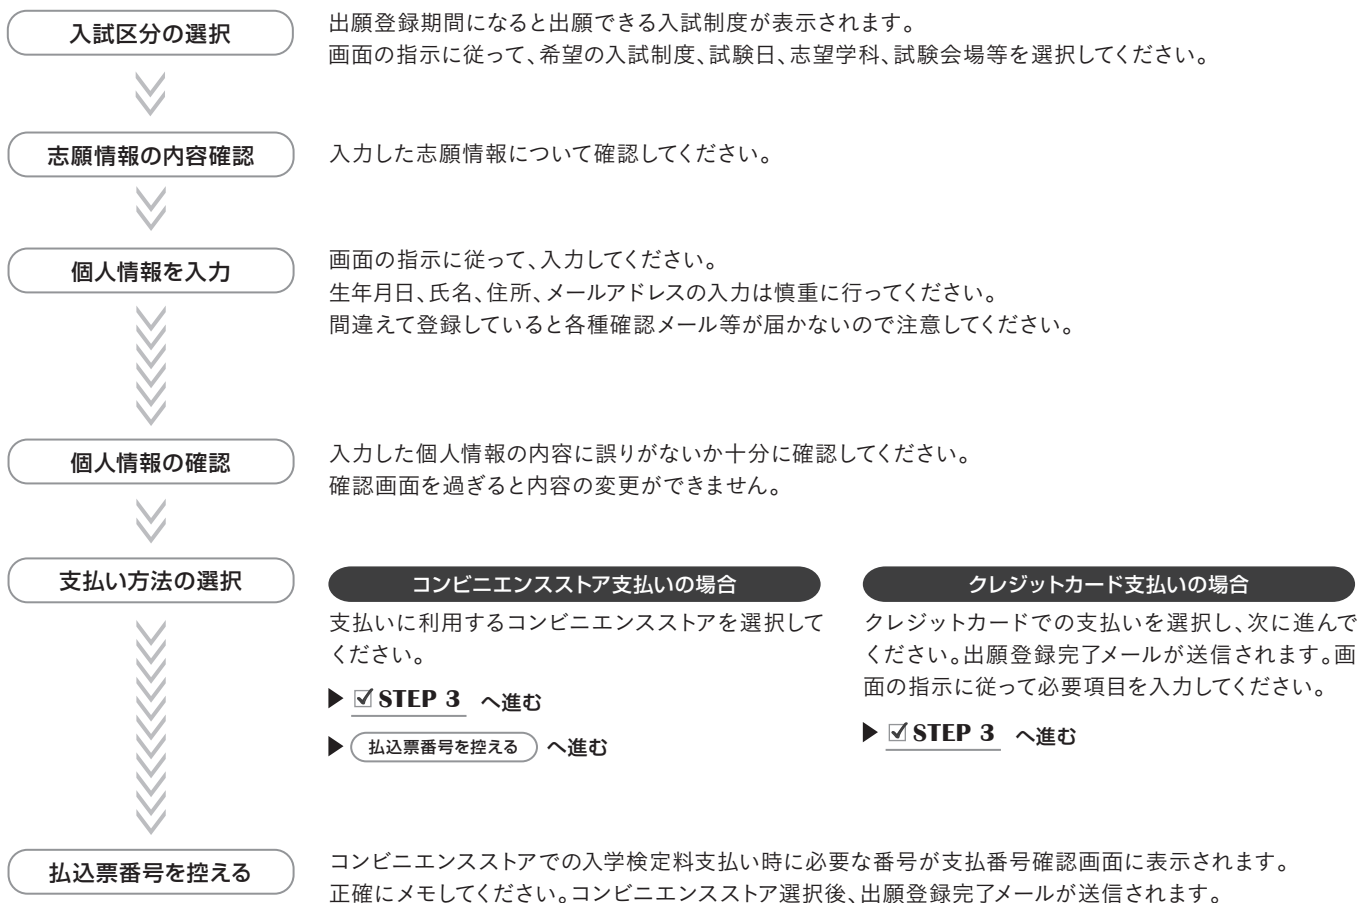 入試区分の選択
出願登録期間になると出願できる入試制度が表示されます。
画面の指示に従って、希望の入試制度、試験日、志望学科、試験会場等を選択してください。
志願情報の内容確認
入力した志願情報について確認してください。
個人情報を入力
画面の指示に従って、入力してください。
生年月日、氏名、住所、メールアドレスの入力は慎重に行ってください。
間違えて登録していると各種確認メール等が届かないので注意してください。
個人情報の確認
入力した個人情報の内容に誤りがないか十分に確認してください。
確認画面を過ぎると内容の変更ができません。
支払い方法の選択
コンビニエンスストア支払いの場合
支払いに利用するコンビニエンスストアを選択して
ください。
▶ ☑ STEP 3 へ進む
▶ 払込票番号を控える へ進む
クレジットカード支払いの場合
クレジットカードでの支払いを選択し、次に進んで
ください。出願登録完了メールが送信されます。画
面の指示に従って必要項目を入力してください。
▶ ☑ STEP 3 へ進む
払込票番号を控える
コンビニエンスストアでの入学検定料支払い時に必要な番号が支払番号確認画面に表示されます。
正確にメモしてください。コンビニエンスストア選択後、出願登録完了メールが送信されます。